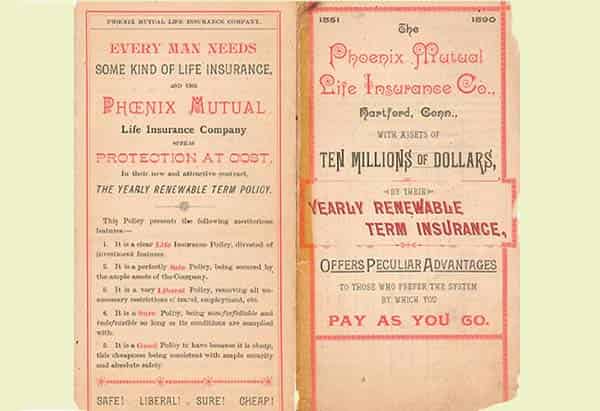 PHOENIX MUTUAL LIFE INSURANCE COMPANY.
EVERY MAN NEEDS
SOME KIND OF LIFE INSURANCE,
AND THE
PHŒNIX MUTUAL
Life Insurance Company
OFFERS
PROTECTION AT COST,
In their new and attractive contract,
THE YEARLY RENEWABLE TERM POLICY.
This Policy presents the following meritorious
features:—
1. It is a clear Life Insurance Policy, divested of
investment features.
2. It is a perfectly Safe Policy, being secured by
the ample assets of the Company.
3. It is a very Liberal Policy, removing all un-
necessary restrictions of travel, employment, etc.
4. It is a Sure Policy, being non-forfeitable and
indefeasible so long as its conditions are complied
with.
5. It is a Good Policy to have because it is cheap,
this cheapness being consistent with ample security
and absolute safety.
SAFE! LIBERAL! SURE! CHEAP!
1851 1890
The
Phoenix Mutual
Life Insurance Co.,
Hartford, Conn.,
WITH ASSETS OF
TEN MILLIONS OF DOLLARS,
BY THEIR
YEARLY RENEWABLE
TERM INSURANCE,
OFFERS PECULIAR ADVANTAGES
TO THOSE WHO PREFER THE SYSTEM
BY WHICH YOU
PAY AS YOU GO.